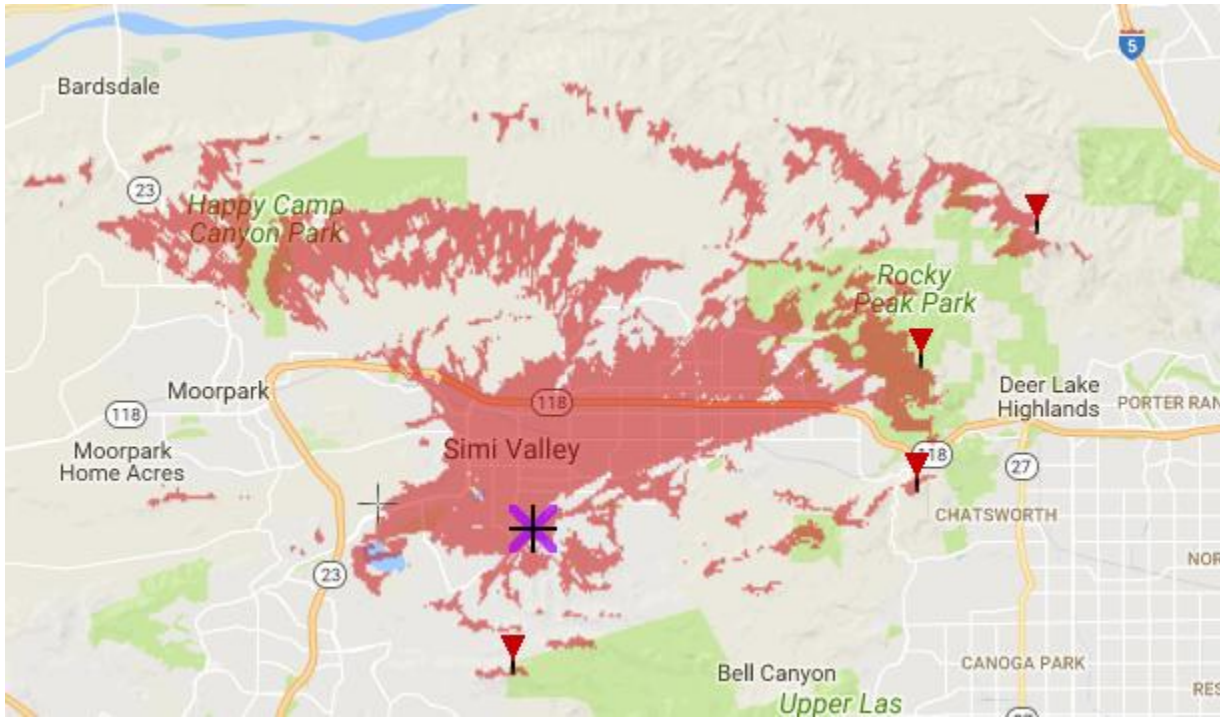 5
Bardsdale
23
Happy Camp
Canyon Park
Rocky
Peak Park
Moorpark
118
118
Deer Lake
Highlands
PORTER RAN
Moorpark
Home Acres
Simi Valley
118
27
CHATSWORTH
23
NOR
CANOGA PARK
Bell Canyon
RES
Upper Las